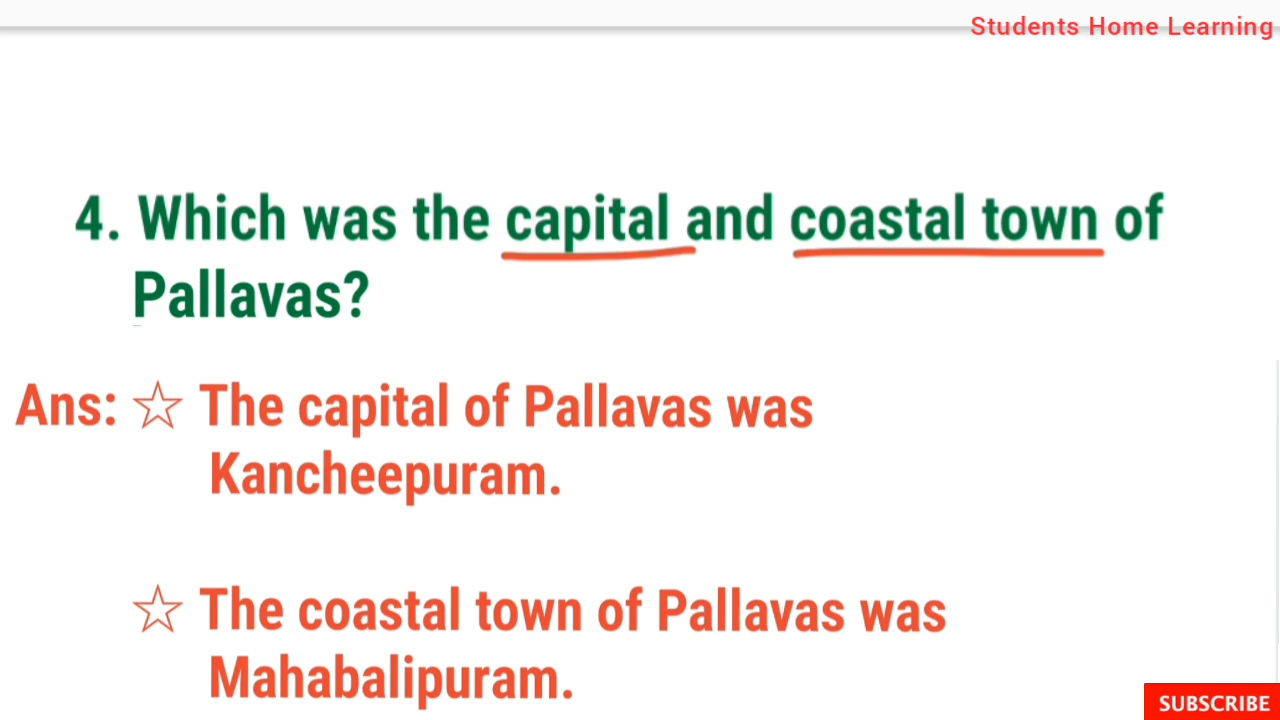 Students Home Learning
4. Which was the capital and coastal town of
Pallavas?
Ans: ☆ The capital of Pallavas was
Kancheepuram.
☆ The coastal town of Pallavas was
Mahabalipuram.
SUBSCRIBE